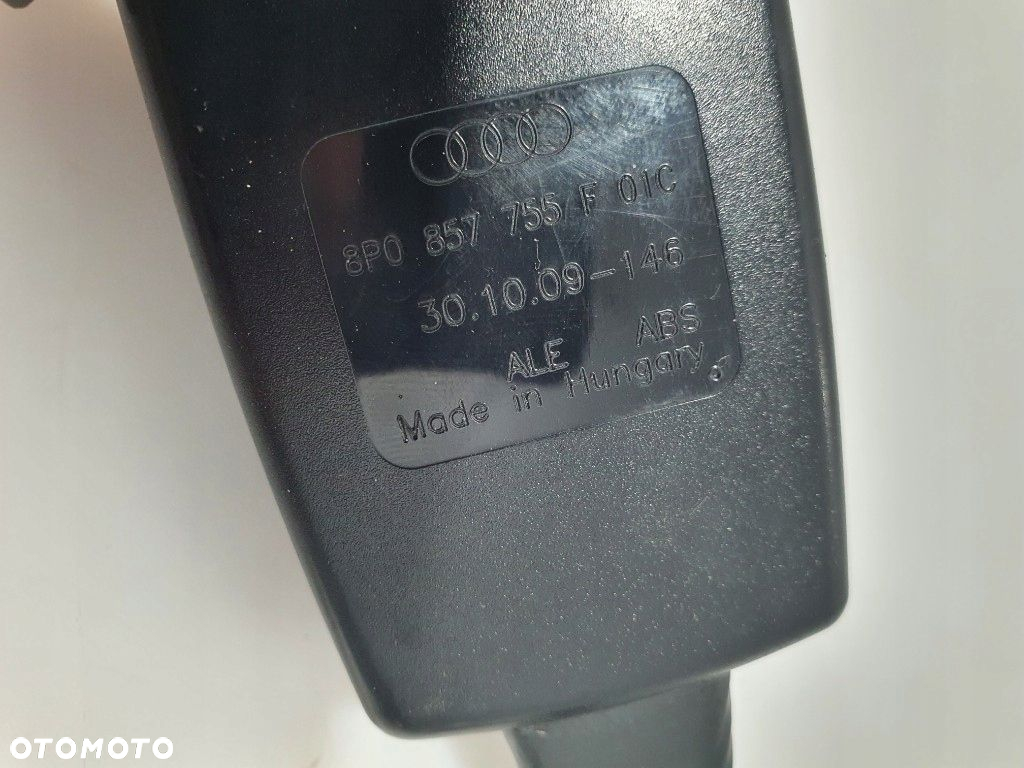 8P0 857 755 F 01C
30.10.09-146
ALE ABS
Made in Hungary
OTOMOTO